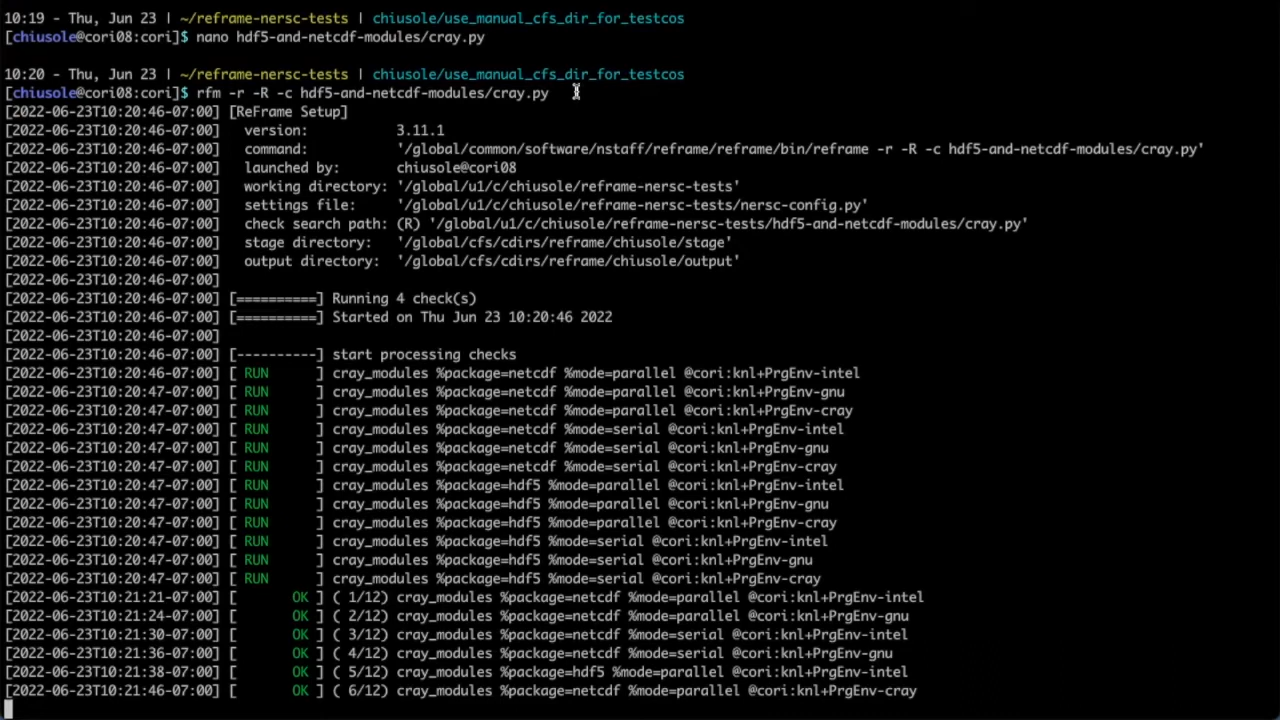 10:19 - Thu, Jun 23 | ~/reframe-nersc-tests | chiusole/use_manual_cfs_dir_for_testcos
[chiusole@cori08:cori]$ nano hdf5-and-netcdf-modules/cray.py
10:20 - Thu, Jun 23 | ~/reframe-nersc-tests | chiusole/use_manual_cfs_dir_for_testcos
[chiusole@cori08:cori]$ rfm -r -R -c hdf5-and-netcdf-modules/cray.py
[2022-06-23T10:20:46-07:00] [ReFrame Setup]
[2022-06-23T10:20:46-07:00]   version:           3.11.1
[2022-06-23T10:20:46-07:00]   command:           '/global/common/software/nstaff/reframe/reframe/bin/reframe -r -R -c hdf5-and-netcdf-modules/cray.py'
[2022-06-23T10:20:46-07:00]   launched by:       chiusole@cori08
[2022-06-23T10:20:46-07:00]   working directory: '/global/u1/c/chiusole/reframe-nersc-tests'
[2022-06-23T10:20:46-07:00]   settings file:     '/global/u1/c/chiusole/reframe-nersc-tests/nersc-config.py'
[2022-06-23T10:20:46-07:00]   check search path: (R) '/global/u1/c/chiusole/reframe-nersc-tests/hdf5-and-netcdf-modules/cray.py'
[2022-06-23T10:20:46-07:00]   stage directory:   '/global/cfs/cdirs/reframe/chiusole/stage'
[2022-06-23T10:20:46-07:00]   output directory:  '/global/cfs/cdirs/reframe/chiusole/output'
[2022-06-23T10:20:46-07:00]
[2022-06-23T10:20:46-07:00] [==========] Running 4 check(s)
[2022-06-23T10:20:46-07:00] [==========] Started on Thu Jun 23 10:20:46 2022
[2022-06-23T10:20:46-07:00]
[2022-06-23T10:20:46-07:00] [----------] start processing checks
[2022-06-23T10:20:46-07:00] [ RUN      ] cray_modules %package=netcdf %mode=parallel @cori:knl+PrgEnv-intel
[2022-06-23T10:20:47-07:00] [ RUN      ] cray_modules %package=netcdf %mode=parallel @cori:knl+PrgEnv-gnu
[2022-06-23T10:20:47-07:00] [ RUN      ] cray_modules %package=netcdf %mode=parallel @cori:knl+PrgEnv-cray
[2022-06-23T10:20:47-07:00] [ RUN      ] cray_modules %package=netcdf %mode=serial @cori:knl+PrgEnv-intel
[2022-06-23T10:20:47-07:00] [ RUN      ] cray_modules %package=netcdf %mode=serial @cori:knl+PrgEnv-gnu
[2022-06-23T10:20:47-07:00] [ RUN      ] cray_modules %package=netcdf %mode=serial @cori:knl+PrgEnv-cray
[2022-06-23T10:20:47-07:00] [ RUN      ] cray_modules %package=hdf5 %mode=parallel @cori:knl+PrgEnv-intel
[2022-06-23T10:20:47-07:00] [ RUN      ] cray_modules %package=hdf5 %mode=parallel @cori:knl+PrgEnv-gnu
[2022-06-23T10:20:47-07:00] [ RUN      ] cray_modules %package=hdf5 %mode=parallel @cori:knl+PrgEnv-cray
[2022-06-23T10:20:47-07:00] [ RUN      ] cray_modules %package=hdf5 %mode=serial @cori:knl+PrgEnv-intel
[2022-06-23T10:20:47-07:00] [ RUN      ] cray_modules %package=hdf5 %mode=serial @cori:knl+PrgEnv-gnu
[2022-06-23T10:20:47-07:00] [ RUN      ] cray_modules %package=hdf5 %mode=serial @cori:knl+PrgEnv-cray
[2022-06-23T10:21:21-07:00] [       OK ] ( 1/12) cray_modules %package=netcdf %mode=parallel @cori:knl+PrgEnv-intel
[2022-06-23T10:21:24-07:00] [       OK ] ( 2/12) cray_modules %package=netcdf %mode=parallel @cori:knl+PrgEnv-gnu
[2022-06-23T10:21:30-07:00] [       OK ] ( 3/12) cray_modules %package=netcdf %mode=serial @cori:knl+PrgEnv-intel
[2022-06-23T10:21:36-07:00] [       OK ] ( 4/12) cray_modules %package=netcdf %mode=serial @cori:knl+PrgEnv-gnu
[2022-06-23T10:21:38-07:00] [       OK ] ( 5/12) cray_modules %package=hdf5 %mode=parallel @cori:knl+PrgEnv-intel
[2022-06-23T10:21:46-07:00] [       OK ] ( 6/12) cray_modules %package=netcdf %mode=parallel @cori:knl+PrgEnv-cray